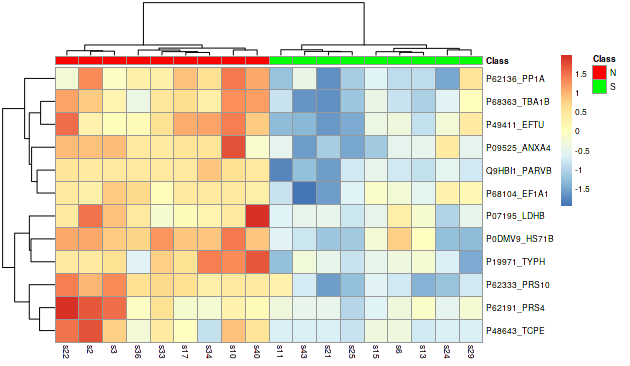 Class
Class
N
S
P62136_PP1A
P68363_TBA1B
P49411_EFTU
P09525_ANXA4
Q9HBI1_PARVB
P68104_EF1A1
P07195_LDHB
P0DMV9_HS71B
P19971_TYPH
P62333_PRS10
P62191_PRS4
P48643_TCPE
1.5
1
0.5
0
-0.5
-1
-1.5
s22 s2 s3 s36 s33 s17 s34 s10 s40 s11 s43 s21 s25 s15 s6 s13 s24 s29